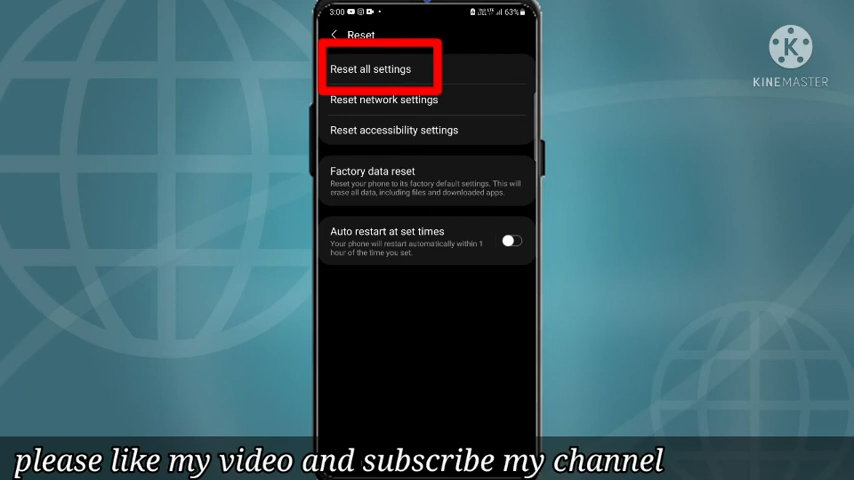 3:00
63%
Reset
Reset all settings
Reset network settings
Reset accessibility settings
Factory data reset
Reset your phone to its factory default settings. This will
erase all data, including files and downloaded apps.
Auto restart at set times
Your phone will restart automatically within 1
hour of the time you set.
K
KINEMASTER
please like my video and subscribe my channel